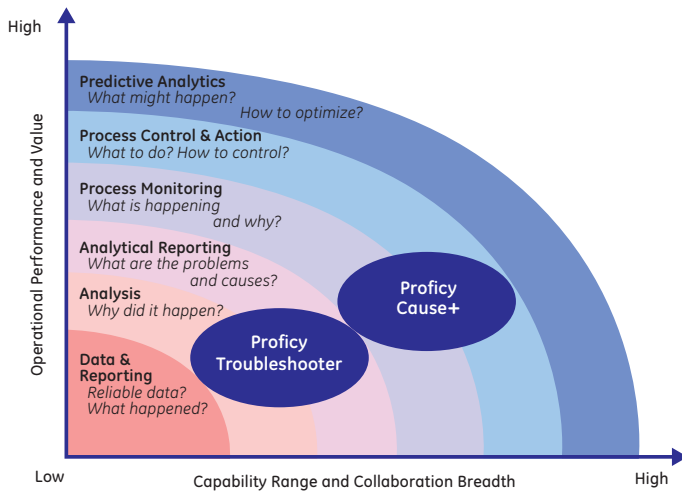 High
Operational Performance and Value
Predictive Analytics
What might happen?
How to optimize?
Process Control & Action
What to do? How to control?
Process Monitoring
What is happening
and why?
Analytical Reporting
What are the problems
and causes?
Analysis
Why did it happen?
Data &
Reporting
Reliable data?
What happened?
Proficy
Cause+
Proficy
Troubleshooter
Low
Capability Range and Collaboration Breadth
High